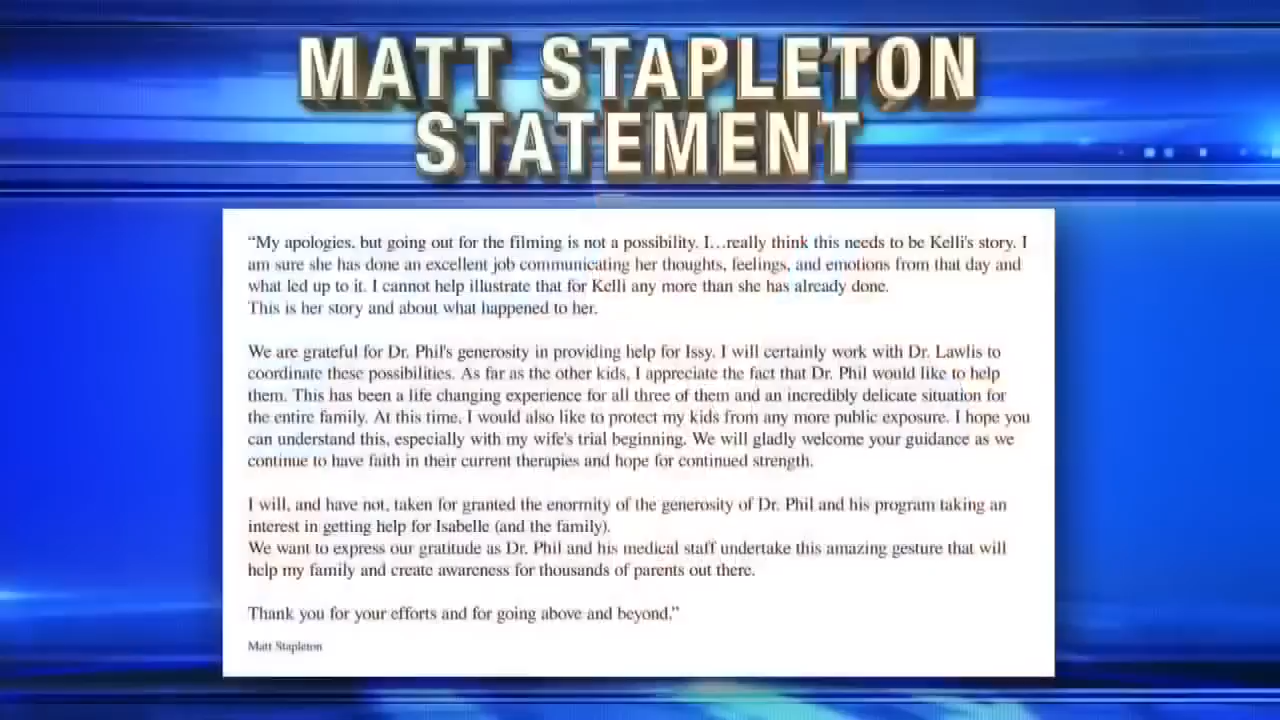 MATT STAPLETON
STATEMENT
“My apologies, but going out for the filming is not a possibility. I…really think this needs to be Kelli's story. I
am sure she has done an excellent job communicating her thoughts, feelings, and emotions from that day and
what led up to it. I cannot help illustrate that for Kelli any more than she has already done.
This is her story and about what happened to her.
We are grateful for Dr. Phil's generosity in providing help for Issy. I will certainly work with Dr. Lawlis to
coordinate these possibilities. As far as the other kids, I appreciate the fact that Dr. Phil would like to help
them. This has been a life changing experience for all three of them and an incredibly delicate situation for
the entire family. At this time, I would also like to protect my kids from any more public exposure. I hope you
can understand this, especially with my wife's trial beginning. We will gladly welcome your guidance as we
continue to have faith in their current therapies and hope for continued strength.
I will, and have not, taken for granted the enormity of the generosity of Dr. Phil and his program taking an
interest in getting help for Isabelle (and the family).
We want to express our gratitude as Dr. Phil and his medical staff undertake this amazing gesture that will
help my family and create awareness for thousands of parents out there.
Thank you for your efforts and for going above and beyond.”
Matt Stapleton